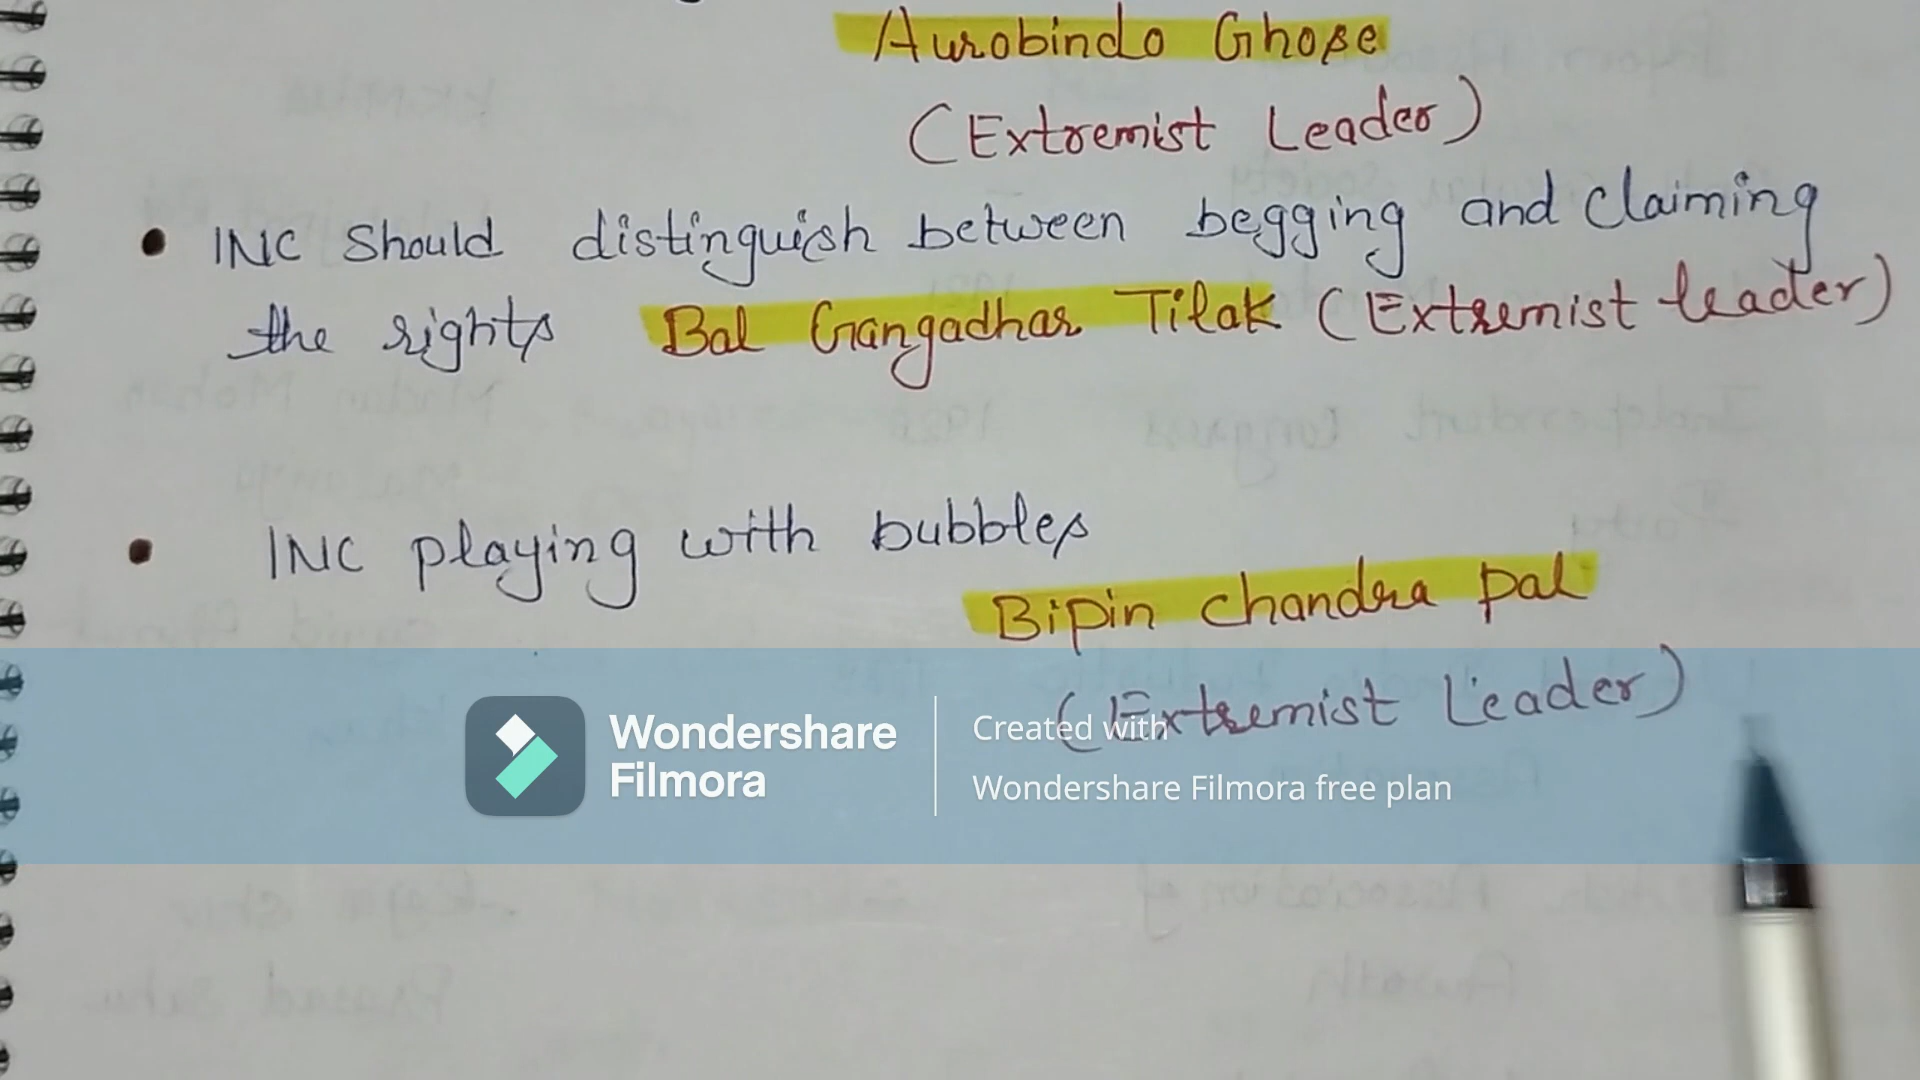 Aurobindo Ghose
(Extremist Leader)
• INC Should distinguish between begging and claiming
the rights Bal Gangadhar Tilak (Extremist leader)
• INC playing with bubbles
Bipin Chandra Pal
(Extremist Leader)
Wondershare
Filmora
Created with
Wondershare Filmora free plan